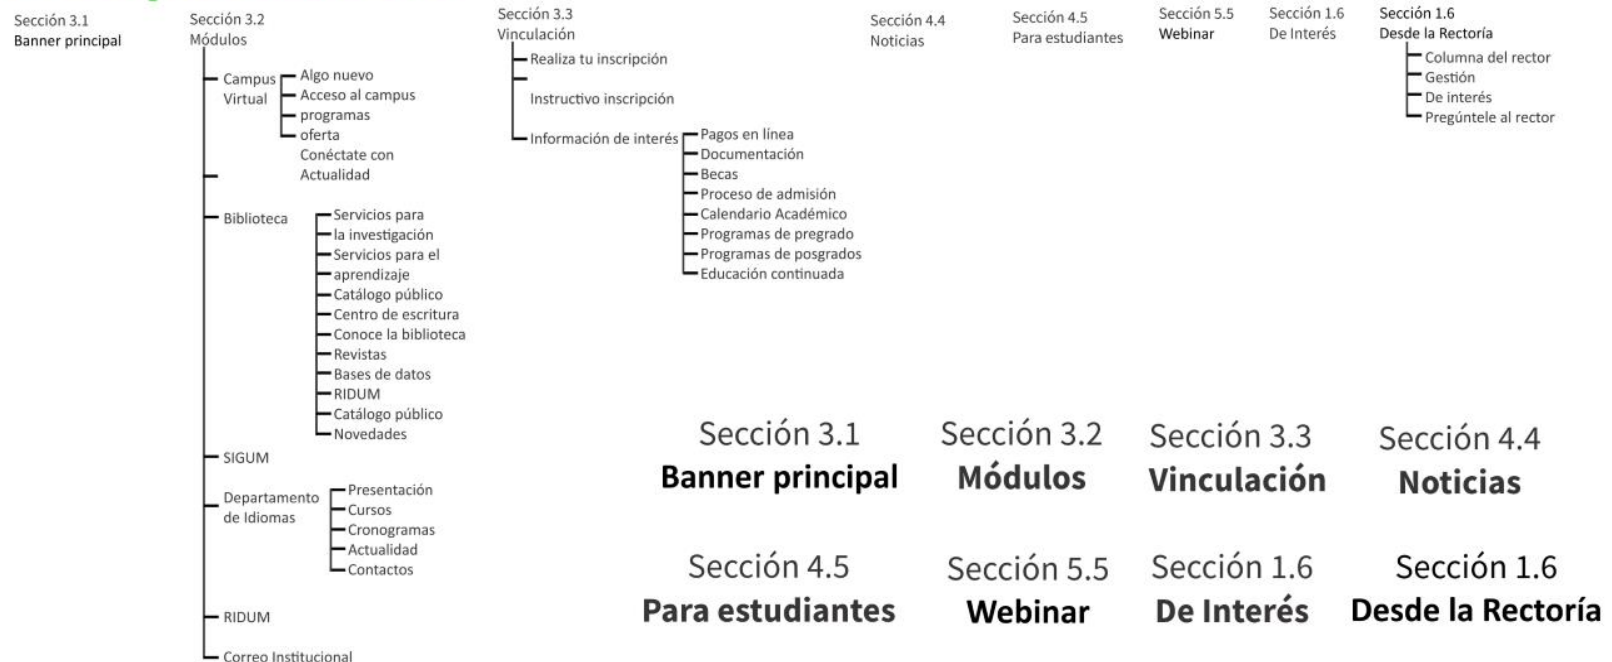 Sección 3.1
Banner principal
Sección 3.2
Módulos
Campus
Virtual
Algo nuevo
Acceso al campus
programas
oferta
Conéctate con
Actualidad
Biblioteca
Servicios para
la investigación
Servicios para el
aprendizaje
Catálogo público
Centro de escritura
Conoce la biblioteca
Revistas
Bases de datos
RIDUM
Catálogo público
Novedades
SIGUM
Departamento
de Idiomas
Presentación
Cursos
Cronogramas
Actualidad
Contactos
RIDUM
Correo Institucional
Sección 3.3
Vinculación
Realiza tu inscripción
Instructivo inscripción
Información de interés
Pagos en línea
Documentación
Becas
Proceso de admisión
Calendario Académico
Programas de pregrado
Programas de posgrados
Educación continuada
Sección 4.4
Noticias
Sección 4.5
Para estudiantes
Sección 5.5
Webinar
Sección 1.6
De Interés
Sección 1.6
Desde la Rectoría
Columna del rector
Gestión
De interés
Pregúntele al rector
Sección 3.1
Banner principal
Sección 3.2
Módulos
Sección 3.3
Vinculación
Sección 4.4
Noticias
Sección 4.5
Para estudiantes
Sección 5.5
Webinar
Sección 1.6
De Interés
Sección 1.6
Desde la Rectoría